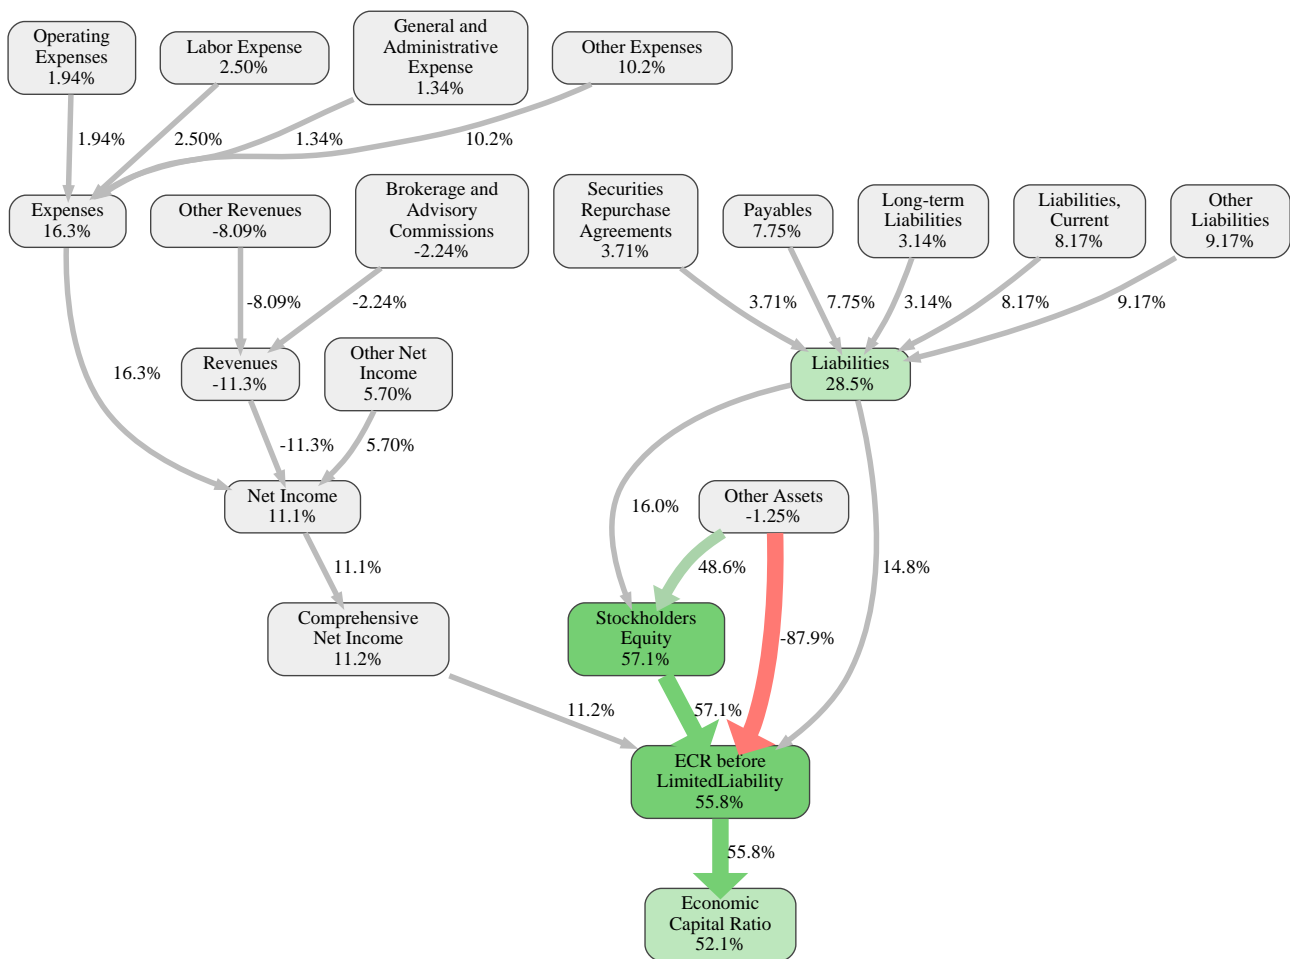 Operating
Expenses
1.94%
Labor Expense
2.50%
General and
Administrative
Expense
1.34%
Other Expenses
10.2%
1.94%
2.50%
1.34%
10.2%
Expenses
16.3%
Other Revenues
-8.09%
Brokerage and
Advisory
Commissions
-2.24%
Securities
Repurchase
Agreements
3.71%
Payables
7.75%
Long-term
Liabilities
3.14%
Liabilities,
Current
8.17%
Other
Liabilities
9.17%
-8.09%
-2.24%
3.71%
7.75%
3.14%
8.17%
9.17%
Revenues
-11.3%
Other Net
Income
5.70%
Liabilities
28.5%
16.3%
-11.3%
5.70%
Net Income
11.1%
Other Assets
-1.25%
16.0%
11.1%
48.6%
14.8%
Comprehensive
Net Income
11.2%
Stockholders
Equity
57.1%
-87.9%
11.2%
57.1%
ECR before
LimitedLiability
55.8%
55.8%
Economic
Capital Ratio
52.1%